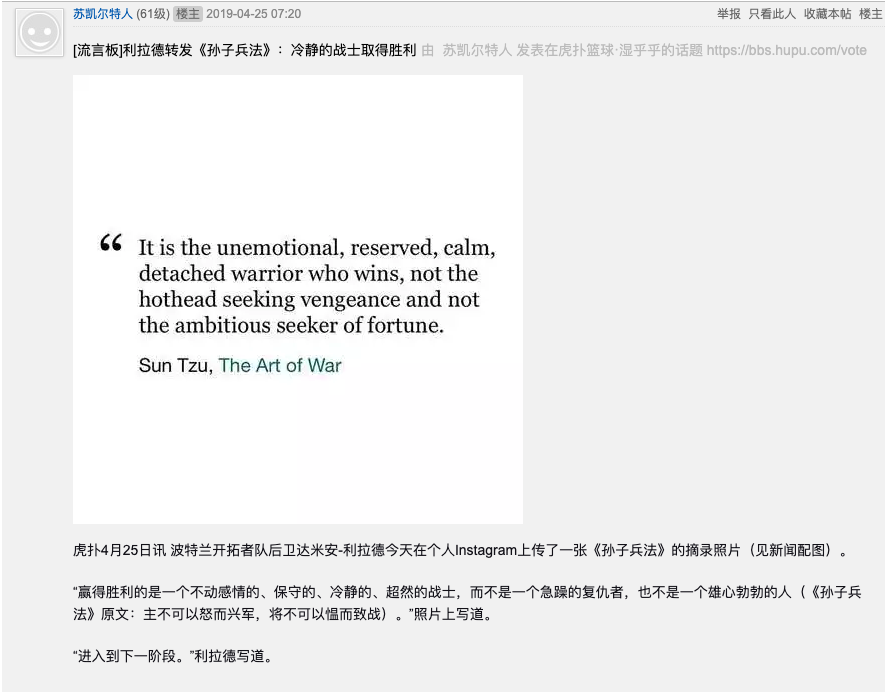 苏凯尔特人 (61级) 楼主 2019-04-25 07:20 举报 只看此人 收藏本帖 楼主
[流言板]利拉德转发《孙子兵法》：冷静的战士取得胜利 由 苏凯尔特人 发表在虎扑篮球·湿乎乎的话题 https://bbs.hupu.com/vote
“ It is the unemotional, reserved, calm,
detached warrior who wins, not the
hothead seeking vengeance and not
the ambitious seeker of fortune.
Sun Tzu, The Art of War
虎扑4月25日讯 波特兰开拓者队后卫达米安-利拉德今天在个人Instagram上传了一张《孙子兵法》的摘录照片（见新闻配图）。
“赢得胜利的是一个不动感情的、保守的、冷静的、超然的战士，而不是一个急躁的复仇者，也不是一个雄心勃勃的人（《孙子兵
法》原文：主不可以怒而兴军，将不可以愠而致战）。”照片上写道。
“进入到下一阶段。”利拉德写道。